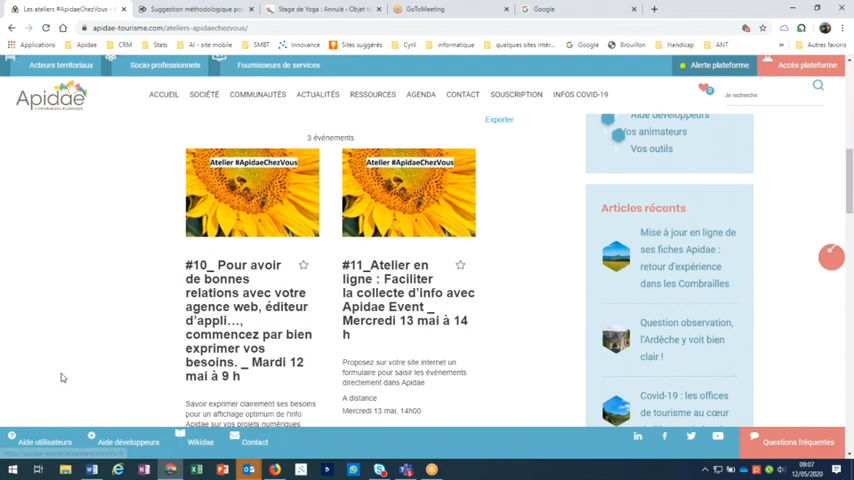 Les ateliers #ApidaeChezVous - A
Suggestion méthodologique pou
Stage de Yoga : Annulé - Objet to
GoToMeeting
Google
apidae-tourisme.com/ateliers-apidaechezvous/
Applications
Apidae
CRM
Stats
AI - site mobile
SMBT
Innovance
Sites suggérés
Cyril
informatique
quelques sites intér...
Google
Brouillon
Handicap
ANT
Autres favoris
Acteurs territoriaux
Socio-professionnels
Fournisseurs de services
Alerte plateforme
Accès plateforme
Apidae
ACCUEIL
SOCIÉTÉ
COMMUNAUTÉS
ACTUALITÉS
RESSOURCES
AGENDA
CONTACT
SOUSCRIPTION
INFOS COVID-19
0
Je recherche
Exporter
3 événements
Atelier #ApidaeChezVous
Atelier #ApidaeChezVous
#10_ Pour avoir
de bonnes
relations avec votre
agence web, éditeur
d'appli...,
commencez par bien
exprimer vos
besoins. _ Mardi 12
mai à 9 h
Savoir exprimer clairement ses besoins
pour un affichage optimum de l'info
Apidae sur vos projets numériques
#11_Atelier en
ligne : Faciliter
la collecte d'info avec
Apidae Event _
Mercredi 13 mai à 14
h
Proposez sur votre site internet un
formulaire pour saisir les évènements
directement dans Apidae
A distance
Mercredi 13 mai, 14h00
Aide développeurs
Vos animateurs
Vos outils
Articles récents
Mise à jour en ligne de
ses fiches Apidae :
retour d'expérience
dans les Combrailles
Question observation,
l'Ardèche y voit bien
clair !
Covid-19 : les offices
de tourisme au cœur
Aide utilisateurs
Aide développeurs
Wikidae
Contact
Questions fréquentes
09:07
12/05/2020